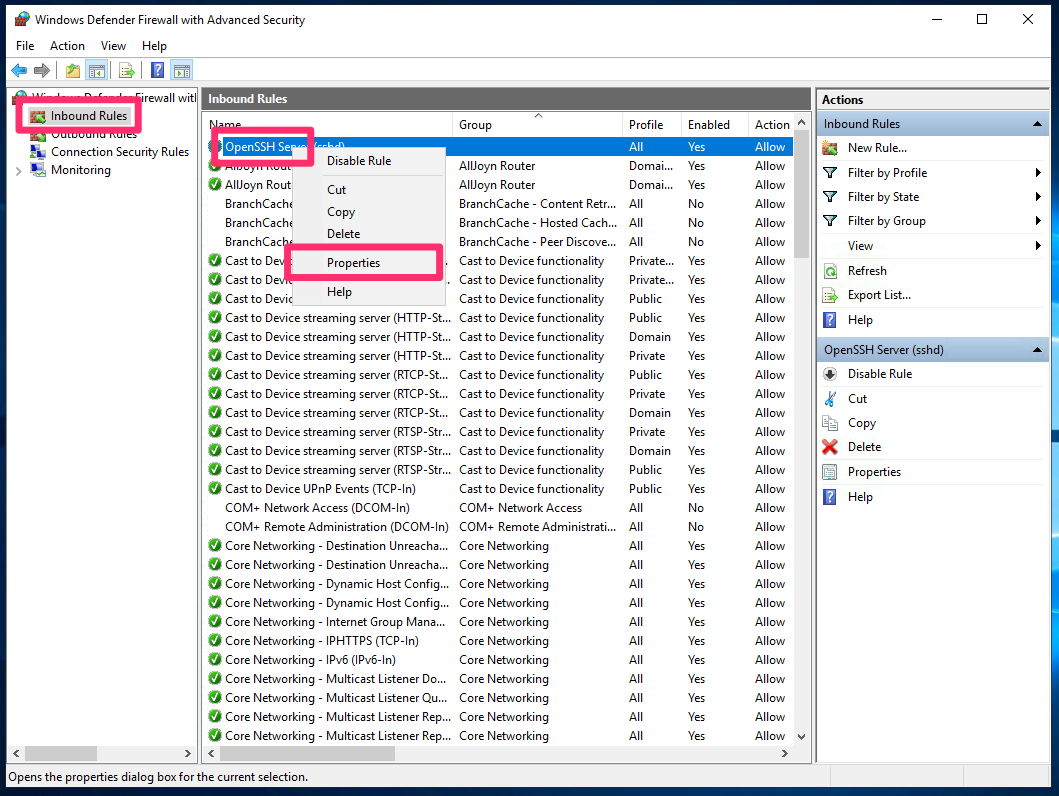 Windows Defender Firewall with Advanced Security
File Action View Help
Windows Defender Firewall with
Inbound Rules
Outbound Rules
Connection Security Rules
Monitoring
Inbound Rules
Name Group Profile Enabled Action
OpenSSH Server (sshd) All Yes Allow
AllJoyn Rout AllJoyn Router Domai... Yes Allow
AllJoyn Rout AllJoyn Router Domai... Yes Allow
BranchCache BranchCache - Content Retr... All No Allow
BranchCache BranchCache - Hosted Cach... All No Allow
BranchCache BranchCache - Peer Discove... All No Allow
Cast to Devic Cast to Device functionality Private... Yes Allow
Cast to Devic Cast to Device functionality Private... Yes Allow
Cast to Device Cast to Device functionality Public Yes Allow
Cast to Device streaming server (HTTP-St... Cast to Device functionality Public Yes Allow
Cast to Device streaming server (HTTP-St... Cast to Device functionality Domain Yes Allow
Cast to Device streaming server (HTTP-St... Cast to Device functionality Private Yes Allow
Cast to Device streaming server (RTCP-St... Cast to Device functionality Public Yes Allow
Cast to Device streaming server (RTCP-St... Cast to Device functionality Private Yes Allow
Cast to Device streaming server (RTCP-St... Cast to Device functionality Domain Yes Allow
Cast to Device streaming server (RTSP-Str... Cast to Device functionality Private Yes Allow
Cast to Device streaming server (RTSP-Str... Cast to Device functionality Domain Yes Allow
Cast to Device streaming server (RTSP-Str... Cast to Device functionality Public Yes Allow
Cast to Device UPnP Events (TCP-In) Cast to Device functionality Public Yes Allow
COM+ Network Access (DCOM-In) COM+ Network Access All No Allow
COM+ Remote Administration (DCOM-In) COM+ Remote Administrati... All No Allow
Core Networking - Destination Unreacha... Core Networking All Yes Allow
Core Networking - Destination Unreacha... Core Networking All Yes Allow
Core Networking - Dynamic Host Config... Core Networking All Yes Allow
Core Networking - Dynamic Host Config... Core Networking All Yes Allow
Core Networking - Internet Group Mana... Core Networking All Yes Allow
Core Networking - IPHTTPS (TCP-In) Core Networking All Yes Allow
Core Networking - IPv6 (IPv6-In) Core Networking All Yes Allow
Core Networking - Multicast Listener Do... Core Networking All Yes Allow
Core Networking - Multicast Listener Qu... Core Networking All Yes Allow
Core Networking - Multicast Listener Rep... Core Networking All Yes Allow
Core Networking - Multicast Listener Rep... Core Networking All Yes Allow
Disable Rule
Cut
Copy
Delete
Properties
Help
Actions
Inbound Rules
New Rule...
Filter by Profile
Filter by State
Filter by Group
View
Refresh
Export List...
Help
OpenSSH Server (sshd)
Disable Rule
Cut
Copy
Delete
Properties
Help
Opens the properties dialog box for the current selection.